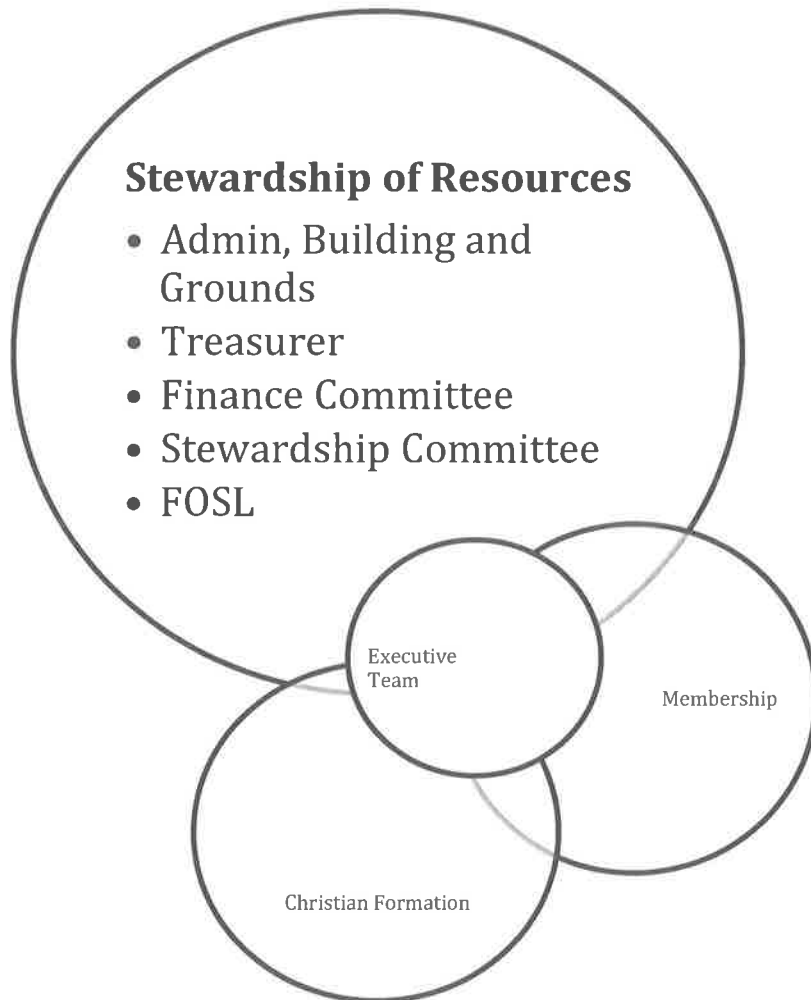 Stewardship of Resources
• Admin, Building and
Grounds
• Treasurer
• Finance Committee
• Stewardship Committee
• FOSL
Executive
Team
Membership
Christian Formation